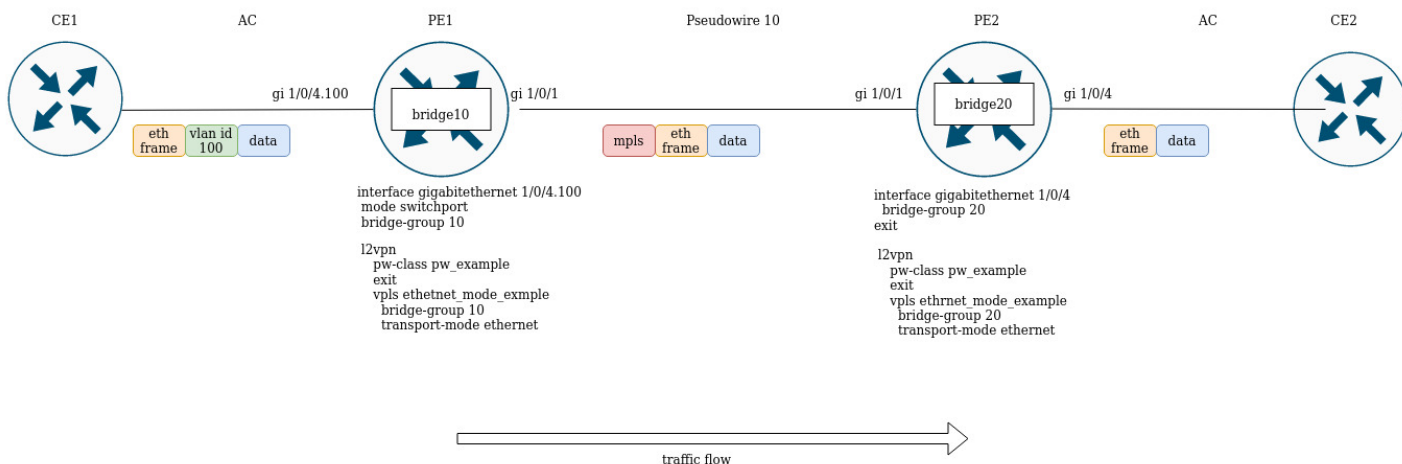 CE1
AC
PE1
Pseudowire 10
PE2
AC
CE2
gi 1/0/4.100
bridge10
gi 1/0/1
gi 1/0/1
bridge20
gi 1/0/4
eth
frame
vlan id
100
data
mpls
eth
frame
data
eth
frame
data
interface gigabitethernet 1/0/4.100
mode switchport
bridge-group 10
l2vpn
pw-class pw_example
exit
vpls ethetnet_mode_exmple
bridge-group 10
transport-mode ethernet
interface gigabitethernet 1/0/4
bridge-group 20
exit
l2vpn
pw-class pw_example
exit
vpls ethrnet_mode_example
bridge-group 20
transport-mode ethernet
traffic flow